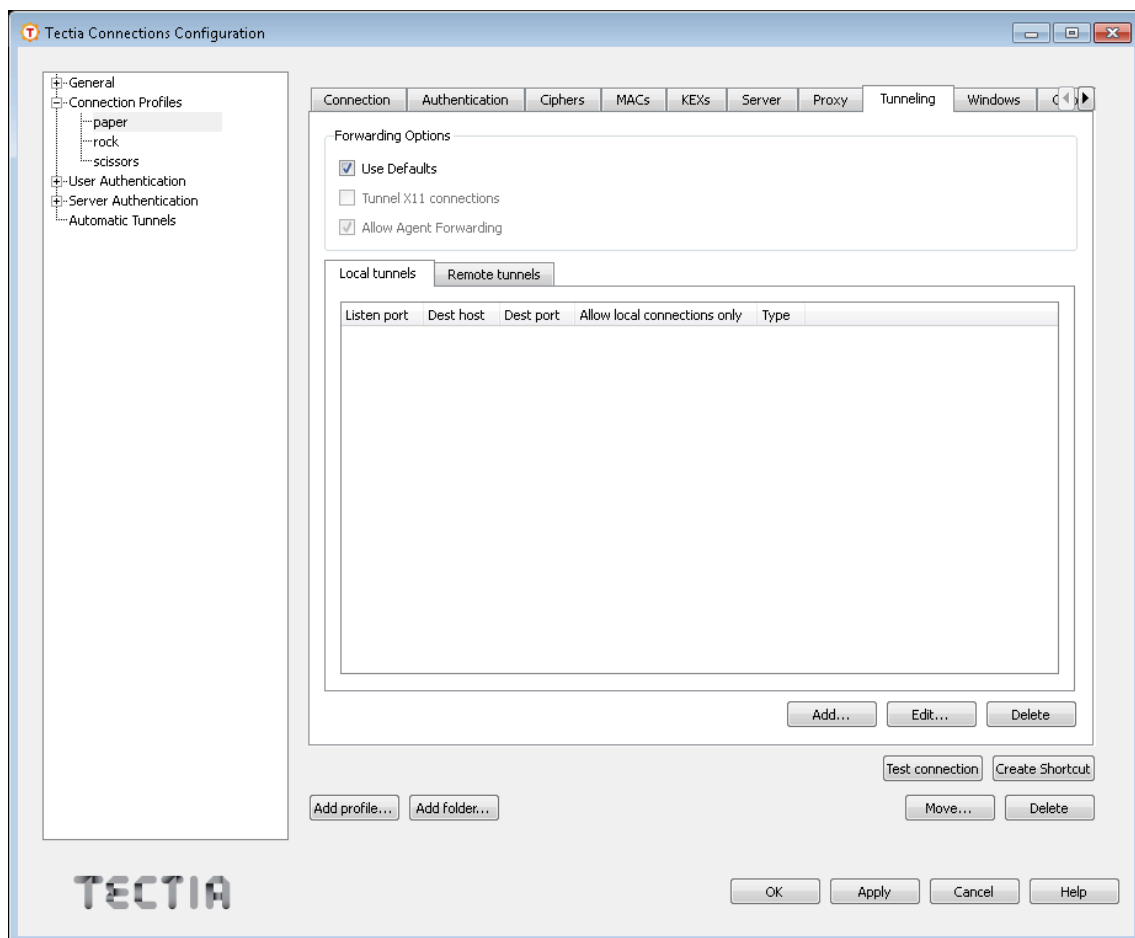 Tectia Connections Configuration
General
Connection Profiles
paper
rock
scissors
User Authentication
Server Authentication
Automatic Tunnels
Connection Authentication Ciphers MACs KEXs Server Proxy Tunneling Windows
Forwarding Options
Use Defaults
Tunnel X11 connections
Allow Agent Forwarding
Local tunnels Remote tunnels
Listen port Dest host Dest port Allow local connections only Type
Add... Edit... Delete
Test connection Create Shortcut
Add profile... Add folder... Move... Delete
TECTIA
OK Apply Cancel Help